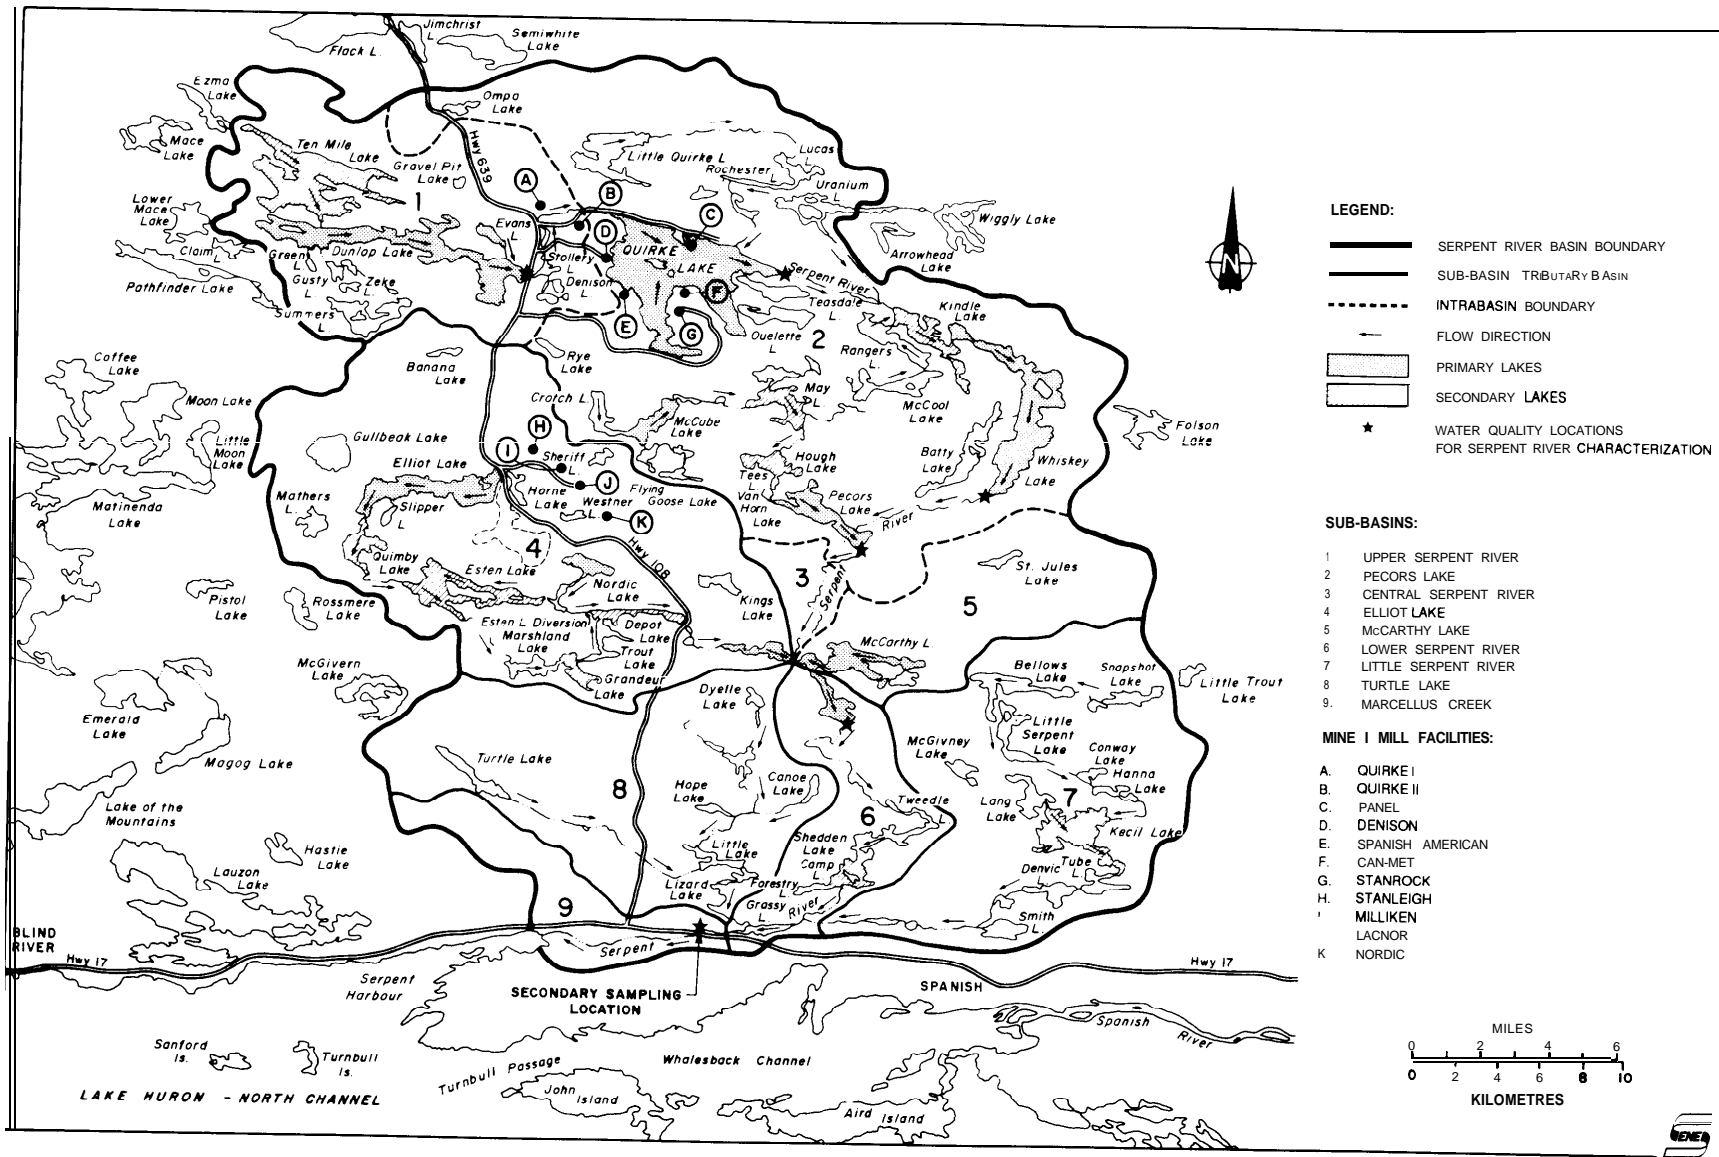 Jimchrist
L.
Flack L.
Semiwhite
Lake
Ezma
Lake
Ompa
Lake
Mace
Lake
Ten Mile
Lake
Gravel Pit
Lake
Hwy 639
Little Quirke L
Lucas
L.
Rochester
L
Uranium
L
Wiggly Lake
Arrowhead
Lake
Lower
Mace
Lake
1
A
B
C
D
Evans
L
Claim
L
Green
L
Dunlop Lake
Stollery
L
QUIRKE
LAKE
Denison
L
Serpent
River
Pathfinder Lake
Gusty
L
Zeke
L.
Summers
L
E
F
G
Teasdale
L
Kindle
Lake
Ouelette
L
2
Rangers
L
Coffee
Lake
Banana
Lake
Rye
Lake
Moon Lake
Crotch L
May
L
McCabe
Lake
McCool
Lake
Folson
Lake
Little
Moon
Lake
Gullbeak Lake
H
I
Sheriff
L
Elliot Lake
J
K
Hough
Lake
Batty
Lake
Whiskey
Lake
Tees
L
Van
Horn
Lake
Pecors
Lake
River
Matinenda
Lake
Mathers
L
Slipper
L
Horne
Lake
Westner
L.
Flying
Goose Lake
4
Hwy 108
Quimby
Lake
Esten Lake
Nordic
Lake
3
Serpent
St. Jules
Lake
5
Pistol
Lake
Rossmere
Lake
Kings
Lake
Esten L Diversion
Marshland
Lake
Depot
Lake
Trout
Lake
Grandeur
Lake
McCarthy L
McGivern
Lake
Emerald
Lake
Dyelle
Lake
Bellows
Lake
Snapshot
Lake
Little Trout
Lake
Magog Lake
Turtle Lake
McGivney
Lake
Little
Serpent
Lake
Conway
Lake
Hanna
Lake
Lake of the
Mountains
8
Hope
Lake
Canoe
Lake
6
Tweedle
L
Lang
Lake
7
Kecil Lake
Hastie
Lake
Lauzon
Lake
Little
Lake
Shedden
Lake
Camp
L
Denvic
L
Tube
L
Lizard
Lake
Forestry
L
Grassy
L
River
Smith
L.
9
BLIND
RIVER
Hwy 17
Serpent
Serpent
Harbour
SECONDARY SAMPLING
LOCATION
SPANISH
Hwy 17
Spanish
River
Sanford
Is.
Turnbull
Is.
Turnbull Passage
Whalesback Channel
John
Island
Aird Island
LAKE HURON - NORTH CHANNEL
N
LEGEND:
SERPENT RIVER BASIN BOUNDARY
SUB-BASIN TRIBUTARY BASIN
INTRABASIN BOUNDARY
FLOW DIRECTION
PRIMARY LAKES
SECONDARY LAKES
WATER QUALITY LOCATIONS
FOR SERPENT RIVER CHARACTERIZATION
SUB-BASINS:
1 UPPER SERPENT RIVER
2 PECORS LAKE
3 CENTRAL SERPENT RIVER
4 ELLIOT LAKE
5 McCARTHY LAKE
6 LOWER SERPENT RIVER
7 LITTLE SERPENT RIVER
8 TURTLE LAKE
9. MARCELLUS CREEK
MINE I MILL FACILITIES:
A. QUIRKE I
B. QUIRKE II
C. PANEL
D. DENISON
E. SPANISH AMERICAN
F. CAN-MET
G. STANROCK
H. STANLEIGH
' MILLIKEN
LACNOR
K NORDIC
MILES
0 2 4 6
0 2 4 6 8 10
KILOMETRES
SENES